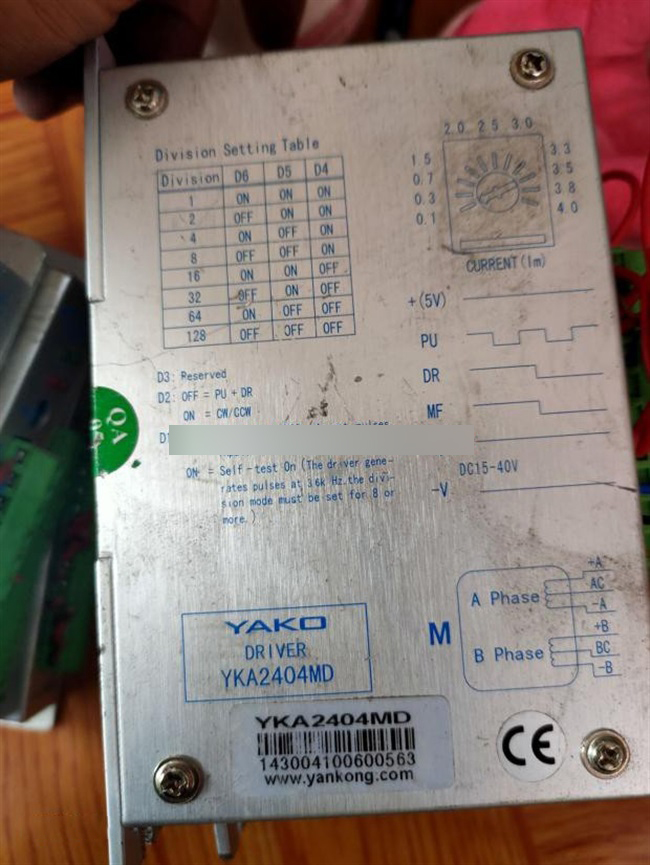 Division Setting Table
Division D6 D5 D4
1 ON ON ON
2 OFF ON ON
4 ON OFF ON
8 OFF OFF ON
16 ON ON OFF
32 OFF ON OFF
64 ON OFF OFF
128 OFF OFF OFF
D3: Reserved
D2: OFF = PU + DR
ON = CW/CCW
pulses
ON = Self-test On (The driver gene-
rates pulses at 3.6k Hz.the divi-
sion mode must be set for 8 or
more.)
2.0 2.5 3.0
1.5 3.3
0.7 3.5
0.3 3.8
0.1 4.0
CURRENT(Im)
+(5V)
PU
DR
MF
DC15-40V
-V
M
A Phase
B Phase
+A
AC
-A
+B
BC
-B
YAKO
DRIVER
YKA2404MD
YKA2404MD
143004100600563
www.yankong.com
CE
QA